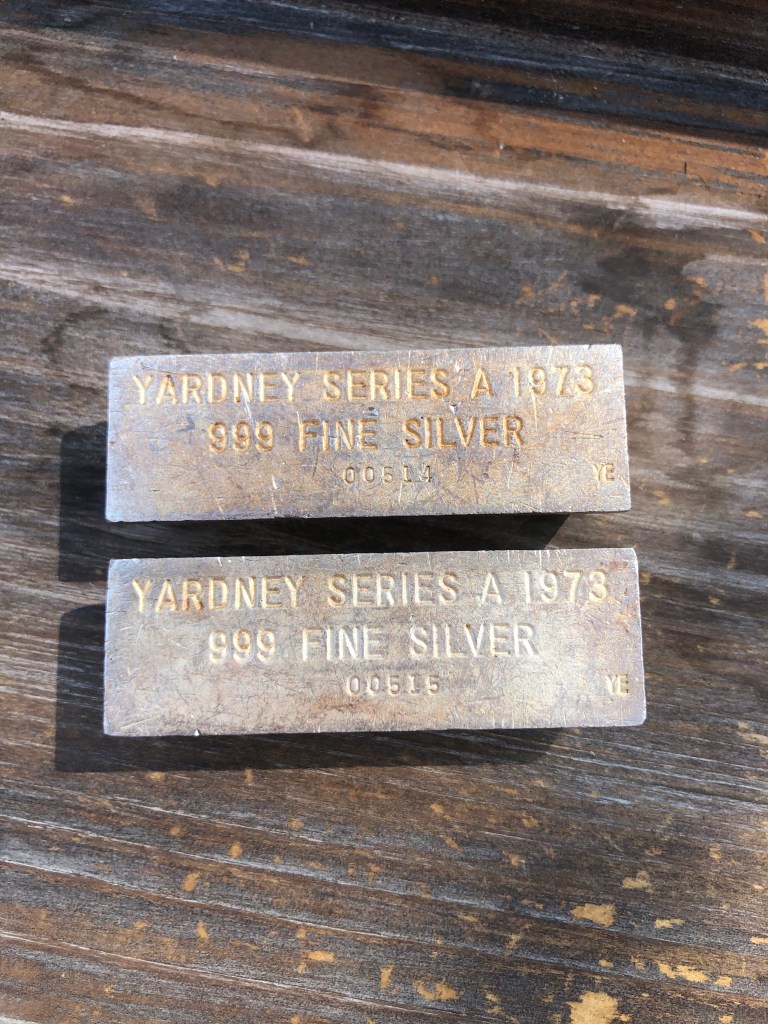 YARDNEY SERIES A 1973
999 FINE SILVER
00514 YE
YARDNEY SERIES A 1973
999 FINE SILVER
00515 YE